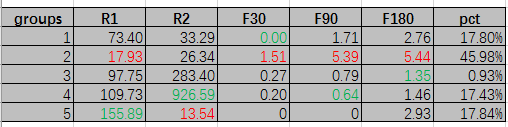 groups R1 R2 F30 F90 F180 pct
1 73.40 33.29 0.00 1.71 2.76 17.80%
2 17.93 26.34 1.51 5.39 5.44 45.98%
3 97.75 283.40 0.27 0.79 1.35 0.93%
4 109.73 926.59 0.20 0.64 1.46 17.43%
5 155.89 13.54 0 0 2.93 17.84%